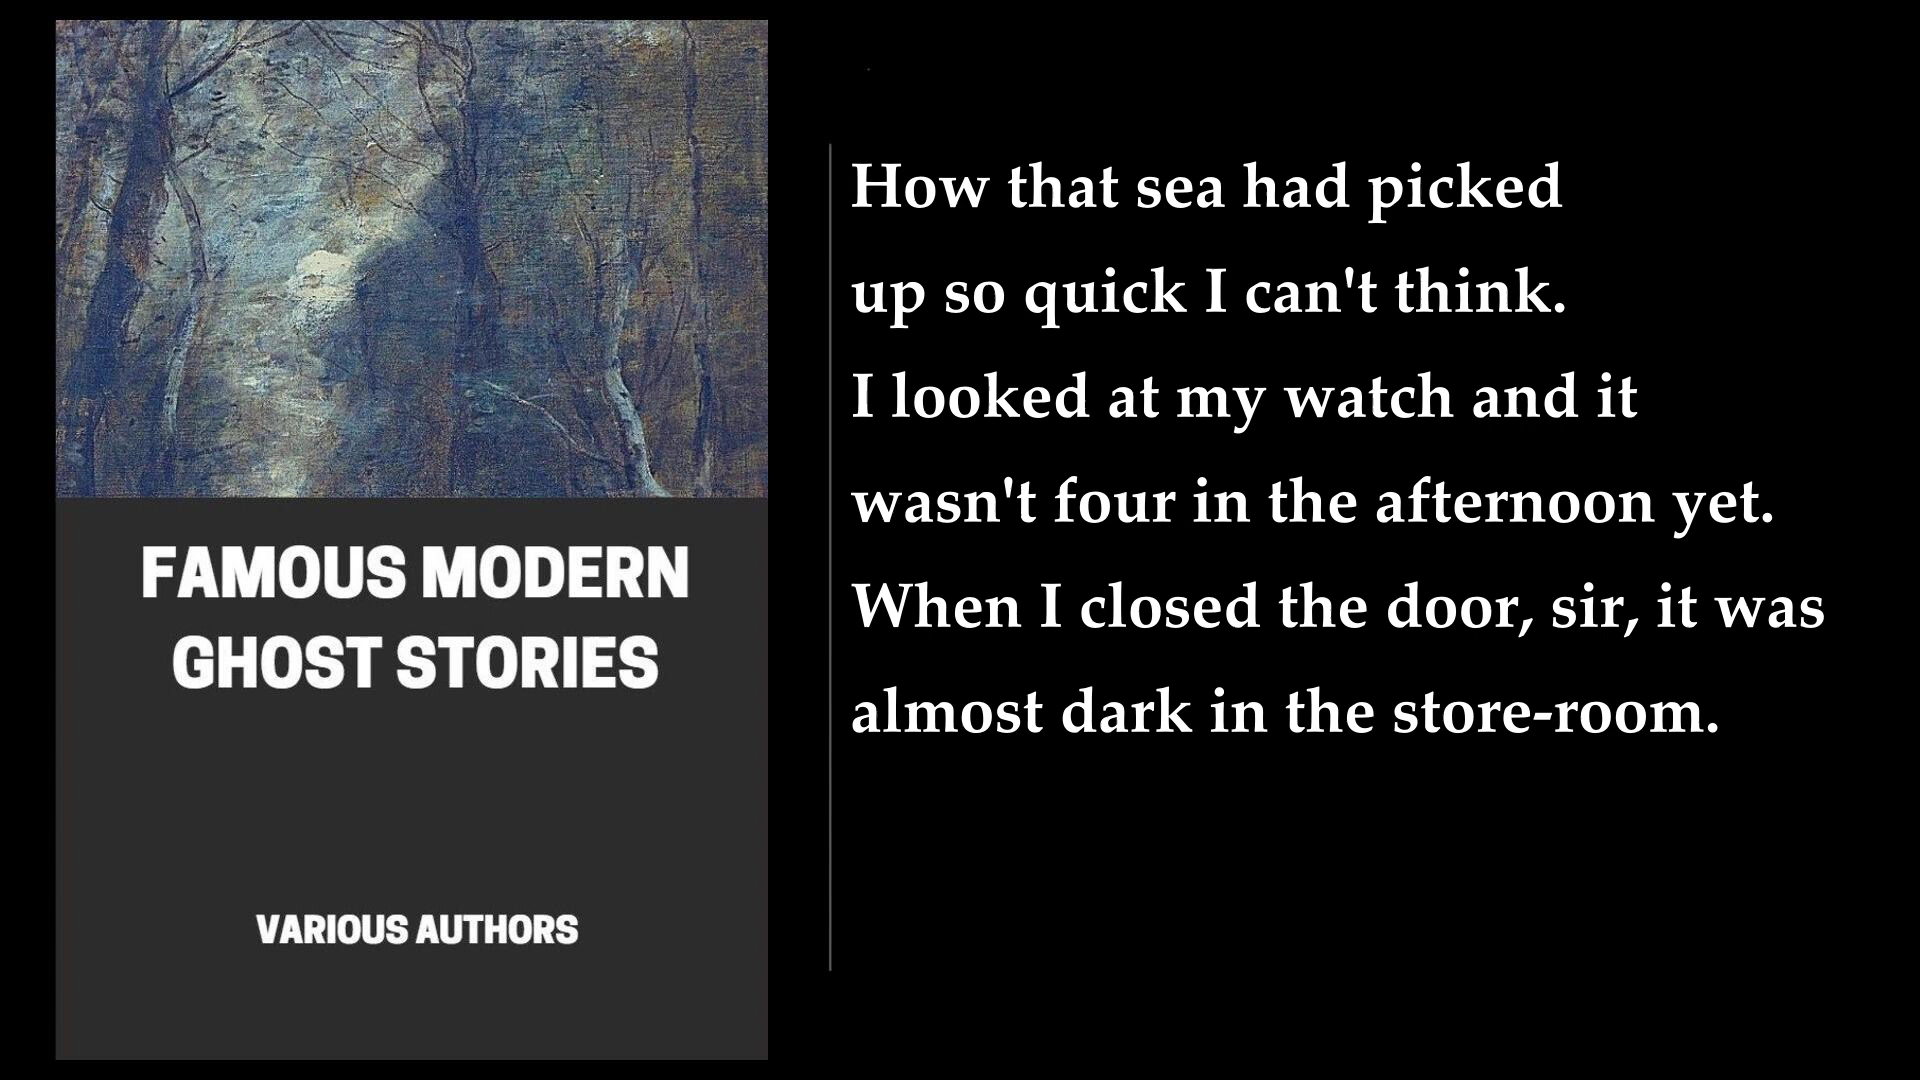 FAMOUS MODERN
GHOST STORIES
VARIOUS AUTHORS
How that sea had picked
up so quick I can't think.
I looked at my watch and it
wasn't four in the afternoon yet.
When I closed the door, sir, it was
almost dark in the store-room.